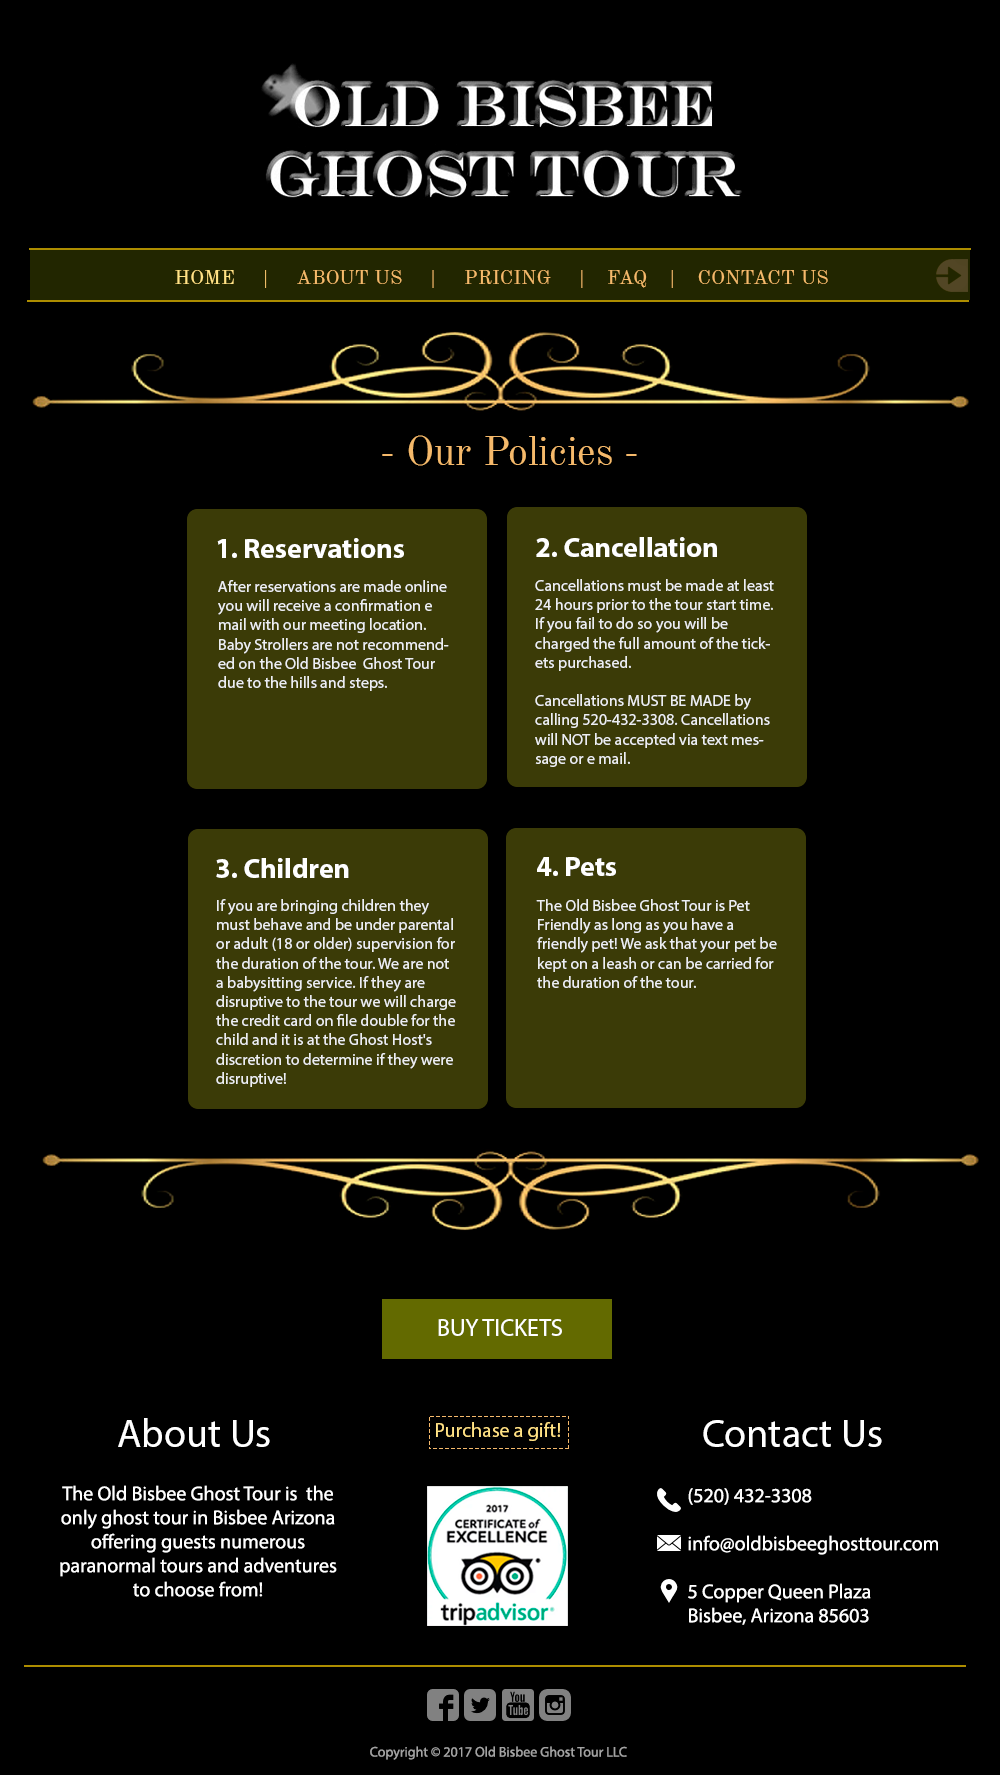 OLD BISBEE
GHOST TOUR
HOME | ABOUT US | PRICING | FAQ | CONTACT US
- Our Policies -
1. Reservations
After reservations are made online
you will receive a confirmation e
mail with our meeting location.
Baby Strollers are not recommend-
ed on the Old Bisbee  Ghost Tour
due to the hills and steps.
2. Cancellation
Cancellations must be made at least
24 hours prior to the tour start time.
If you fail to do so you will be
charged the full amount of the tick-
ets purchased.
Cancellations MUST BE MADE by
calling 520-432-3308. Cancellations
will NOT be accepted via text mes-
sage or e mail.
3. Children
If you are bringing children they
must behave and be under parental
or adult (18 or older) supervision for
the duration of the tour. We are not
a babysitting service. If they are
disruptive to the tour we will charge
the credit card on file double for the
child and it is at the Ghost Host's
discretion to determine if they were
disruptive!
4. Pets
The Old Bisbee Ghost Tour is Pet
Friendly as long as you have a
friendly pet! We ask that your pet be
kept on a leash or can be carried for
the duration of the tour.
BUY TICKETS
About Us
The Old Bisbee Ghost Tour is  the
only ghost tour in Bisbee Arizona
offering guests numerous
paranormal tours and adventures
to choose from!
Purchase a gift!
2017
CERTIFICATE of
EXCELLENCE
tripadvisor®
Contact Us
(520) 432-3308
info@oldbisbeeghosttour.com
5 Copper Queen Plaza
Bisbee, Arizona 85603
You
Tube
Copyright © 2017 Old Bisbee Ghost Tour LLC